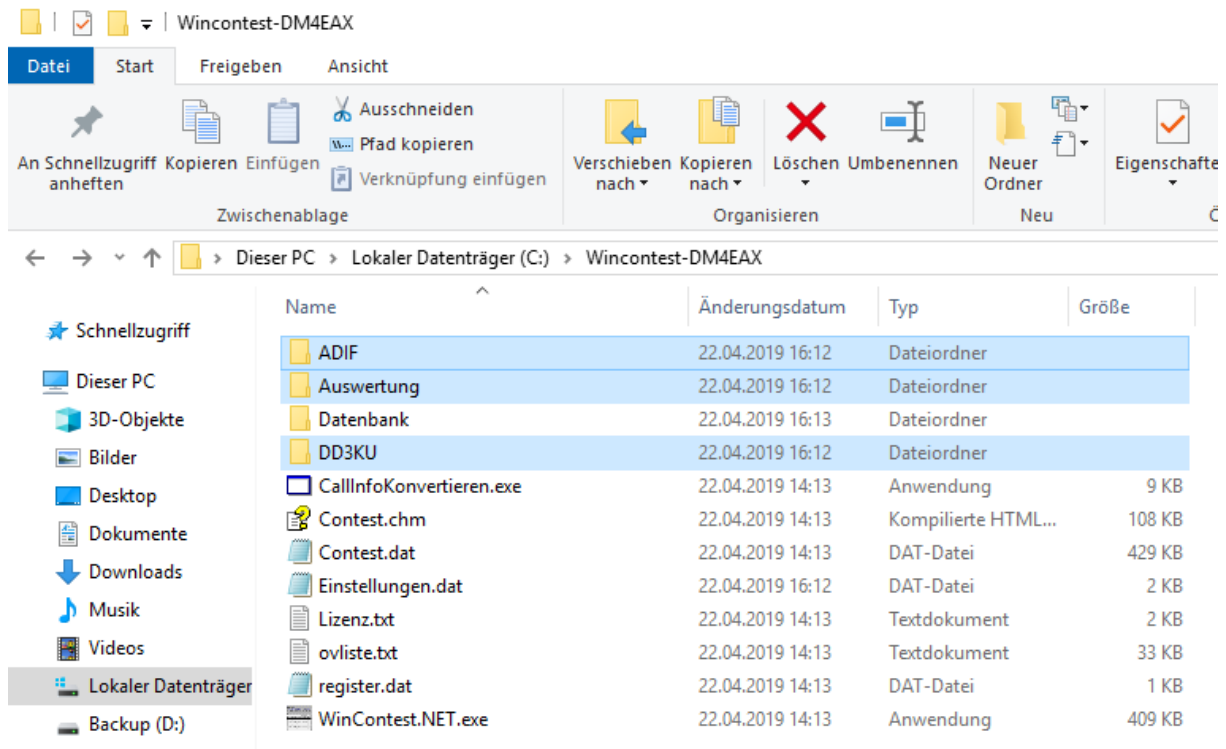 Wincontest-DM4EAX
Datei Start Freigeben Ansicht
An Schnellzugriff anheften
Kopieren
Einfügen
Ausschneiden
Pfad kopieren
Verknüpfung einfügen
Zwischenablage
Verschieben nach
Kopieren nach
Löschen
Umbenennen
Organisieren
Neuer Ordner
Neu
Eigenschafte
Dieser PC > Lokaler Datenträger (C:) > Wincontest-DM4EAX
Schnellzugriff
Dieser PC
3D-Objekte
Bilder
Desktop
Dokumente
Downloads
Musik
Videos
Lokaler Datenträger
Backup (D:)
Name Änderungsdatum Typ Größe
ADIF 22.04.2019 16:12 Dateiordner
Auswertung 22.04.2019 16:12 Dateiordner
Datenbank 22.04.2019 16:13 Dateiordner
DD3KU 22.04.2019 16:12 Dateiordner
CallInfoKonvertieren.exe 22.04.2019 14:13 Anwendung 9 KB
Contest.chm 22.04.2019 14:13 Kompilierte HTML... 108 KB
Contest.dat 22.04.2019 14:13 DAT-Datei 429 KB
Einstellungen.dat 22.04.2019 16:12 DAT-Datei 2 KB
Lizenz.txt 22.04.2019 14:13 Textdokument 2 KB
ovliste.txt 22.04.2019 14:13 Textdokument 33 KB
register.dat 22.04.2019 14:13 DAT-Datei 1 KB
WinContest.NET.exe 22.04.2019 14:13 Anwendung 409 KB